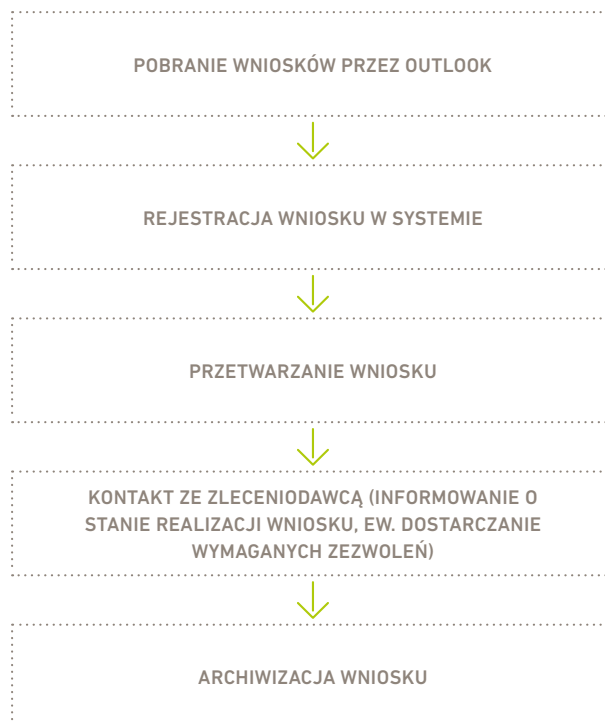 POBRANIE WNIOSKÓW PRZEZ OUTLOOK
REJESTRACJA WNIOSKU W SYSTEMIE
PRZETWARZANIE WNIOSKU
KONTAKT ZE ZLECENIODAWCĄ (INFORMOWANIE O
STANIE REALIZACJI WNIOSKU, EW. DOSTARCZANIE
WYMAGANYCH ZEZWOLEŃ)
ARCHIWIZACJA WNIOSKU